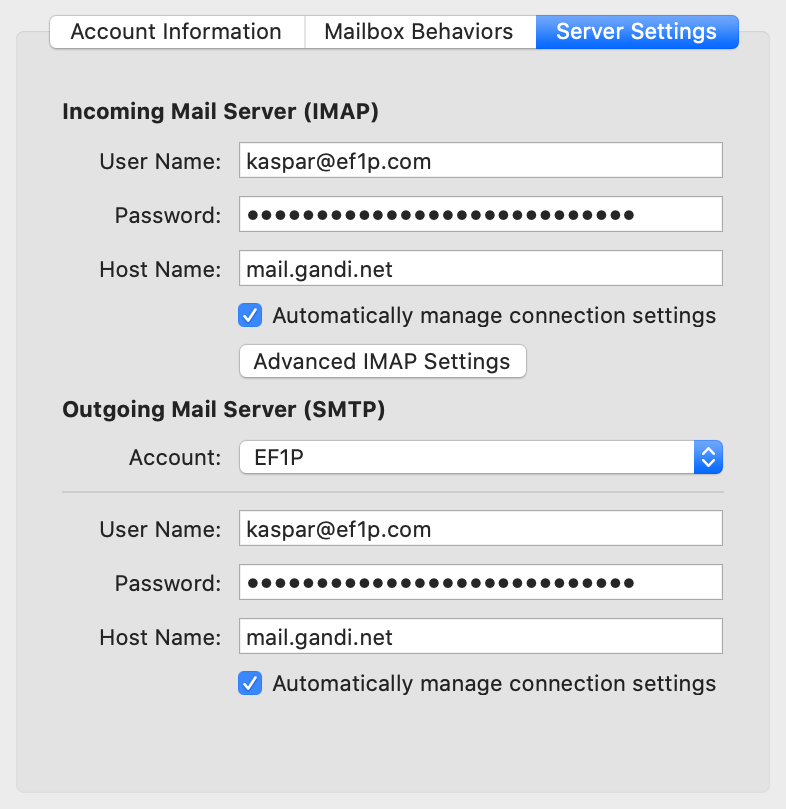 Account Information Mailbox Behaviors Server Settings
Incoming Mail Server (IMAP)
User Name: kaspar@ef1p.com
Password: ••••••••••••••••••••••••••••
Host Name: mail.gandi.net
Automatically manage connection settings
Advanced IMAP Settings
Outgoing Mail Server (SMTP)
Account: EF1P
User Name: kaspar@ef1p.com
Password: ••••••••••••••••••••••••••••
Host Name: mail.gandi.net
Automatically manage connection settings